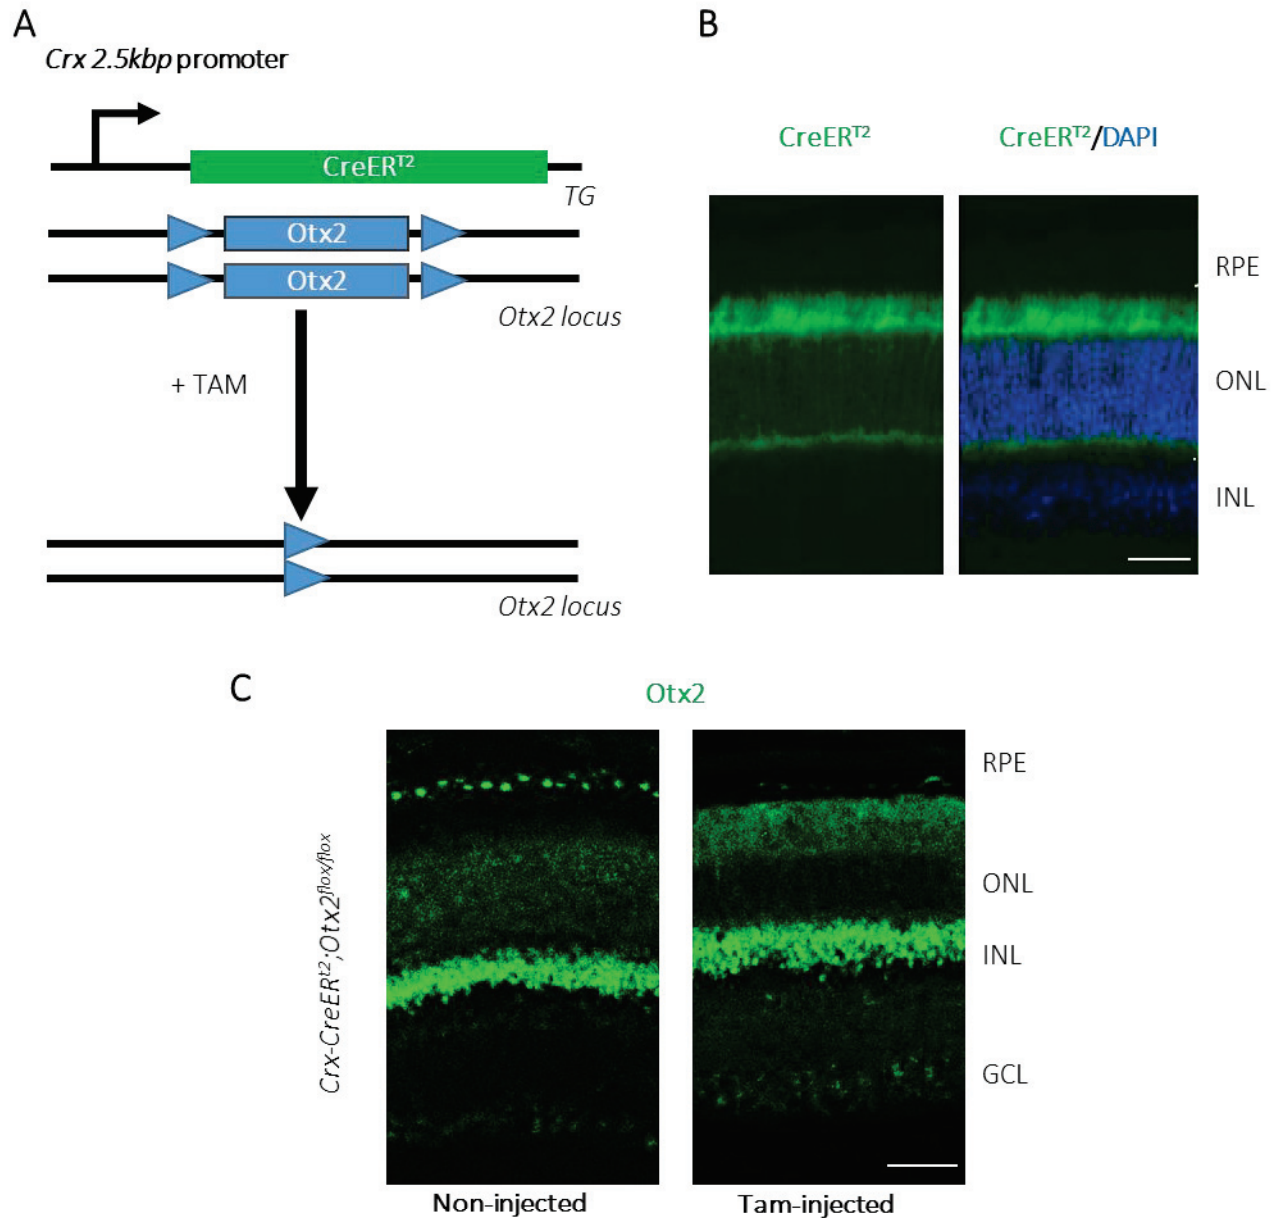 A
Crx 2.5kbp promoter
CreERᵀ²
TG
Otx2
Otx2
Otx2 locus
+ TAM
Otx2 locus
B
CreERᵀ²
CreERᵀ²/DAPI
RPE
ONL
INL
C
Otx2
Crx-CreERᵗ²;Otx2ᶠˡᵒˣ/ᶠˡᵒˣ
RPE
ONL
INL
GCL
Non-injected
Tam-injected